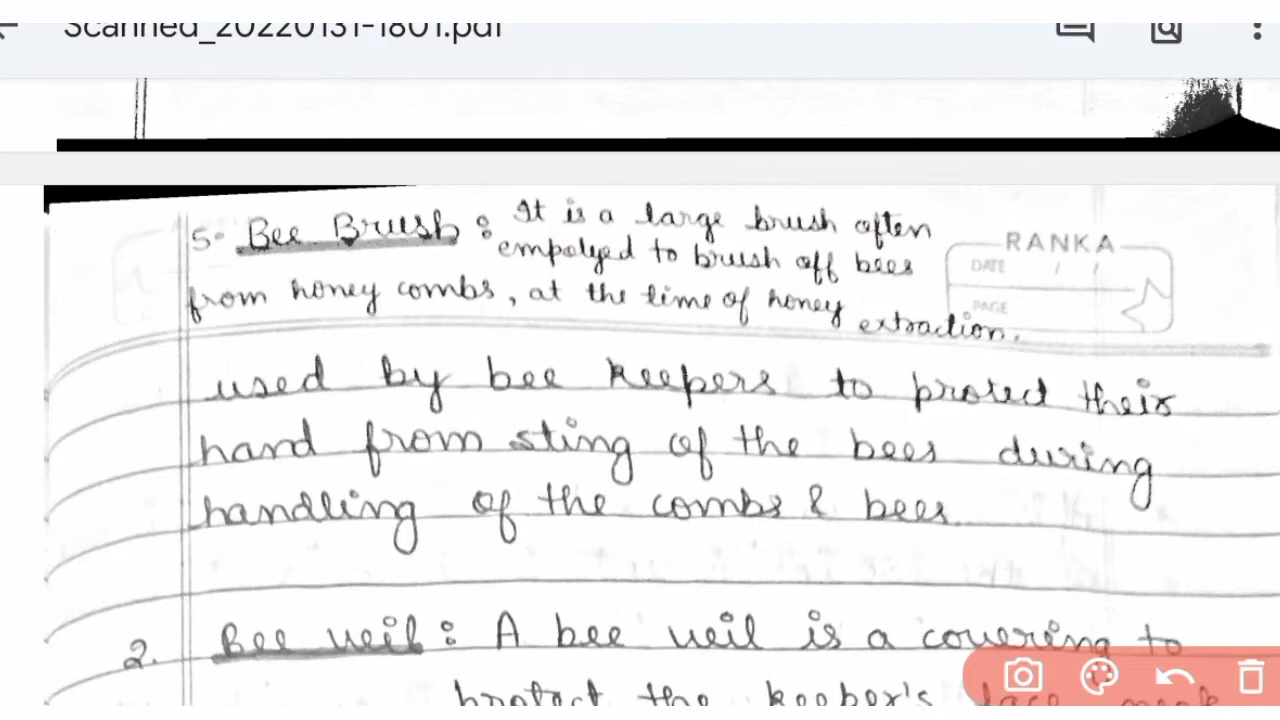 Scanned_20220131-1801.pdf
5- Bee Brush : It is a large brush often
empolyed to brush off bees
RANKA
DATE / /
PAGE
from honey combs, at the time of honey extraction.
used by bee keepers to protect their
hand from sting of the bees during
handling of the combs & bees
2. Bee veil : A bee veil is a covering to
protect the keeper's face neck